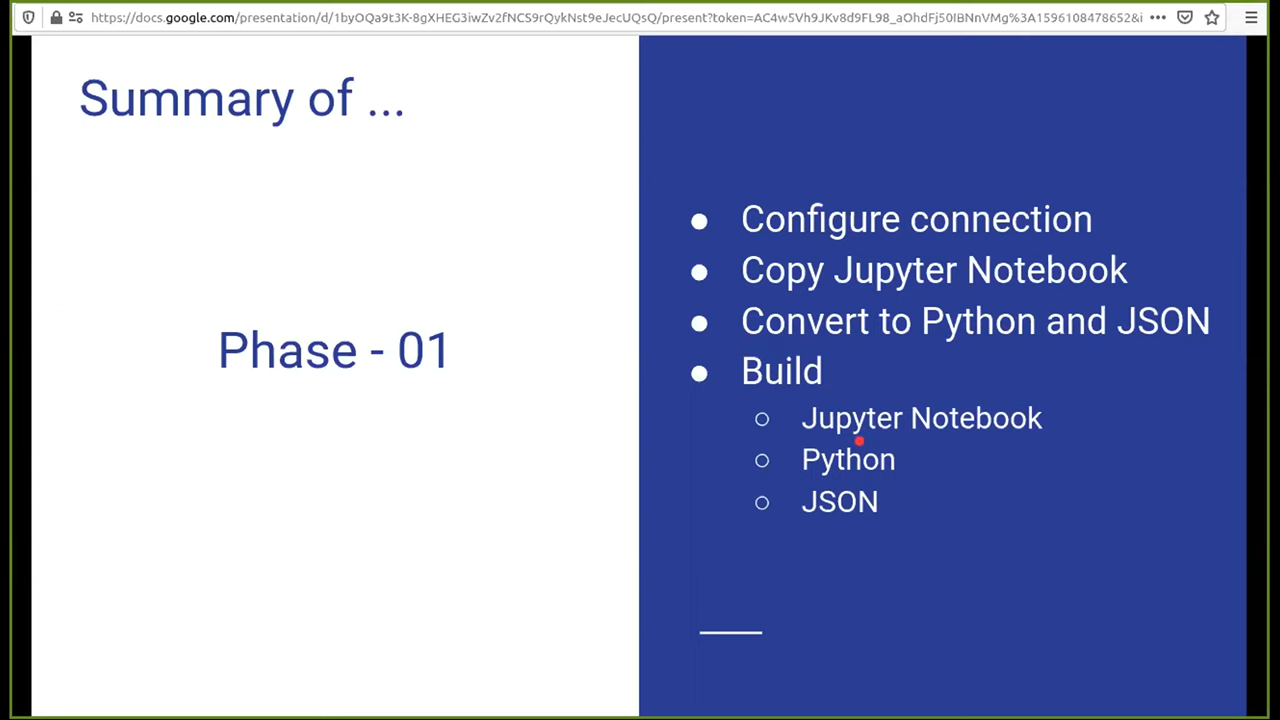 https://docs.google.com/presentation/d/1byOQa9t3K-8gXHEG3iwZv2fNCS9rQykNst9eJecUQsQ/present?token=AC4w5Vh9JKv8d9FL98_aOhdFj50IBNnVMg%3A1596108478652&i
Summary of ...
Phase - 01
● Configure connection
● Copy Jupyter Notebook
● Convert to Python and JSON
● Build
○ Jupyter Notebook
○ Python
○ JSON